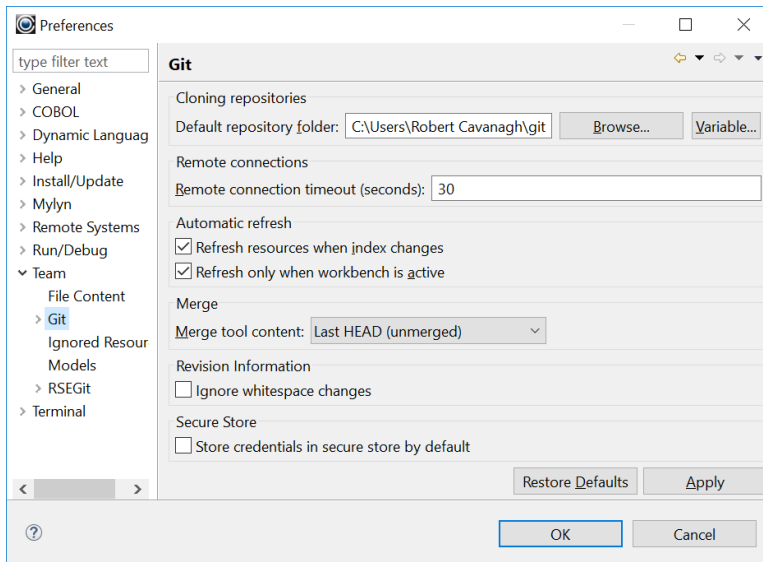 Preferences
type filter text
General
COBOL
Dynamic Languag
Help
Install/Update
Mylyn
Remote Systems
Run/Debug
Team
File Content
Git
Ignored Resour
Models
RSEGit
Terminal
Git
Cloning repositories
Default repository folder: C:\Users\Robert Cavanagh\git Browse... Variable...
Remote connections
Remote connection timeout (seconds): 30
Automatic refresh
Refresh resources when index changes
Refresh only when workbench is active
Merge
Merge tool content: Last HEAD (unmerged)
Revision Information
Ignore whitespace changes
Secure Store
Store credentials in secure store by default
Restore Defaults Apply
? OK Cancel